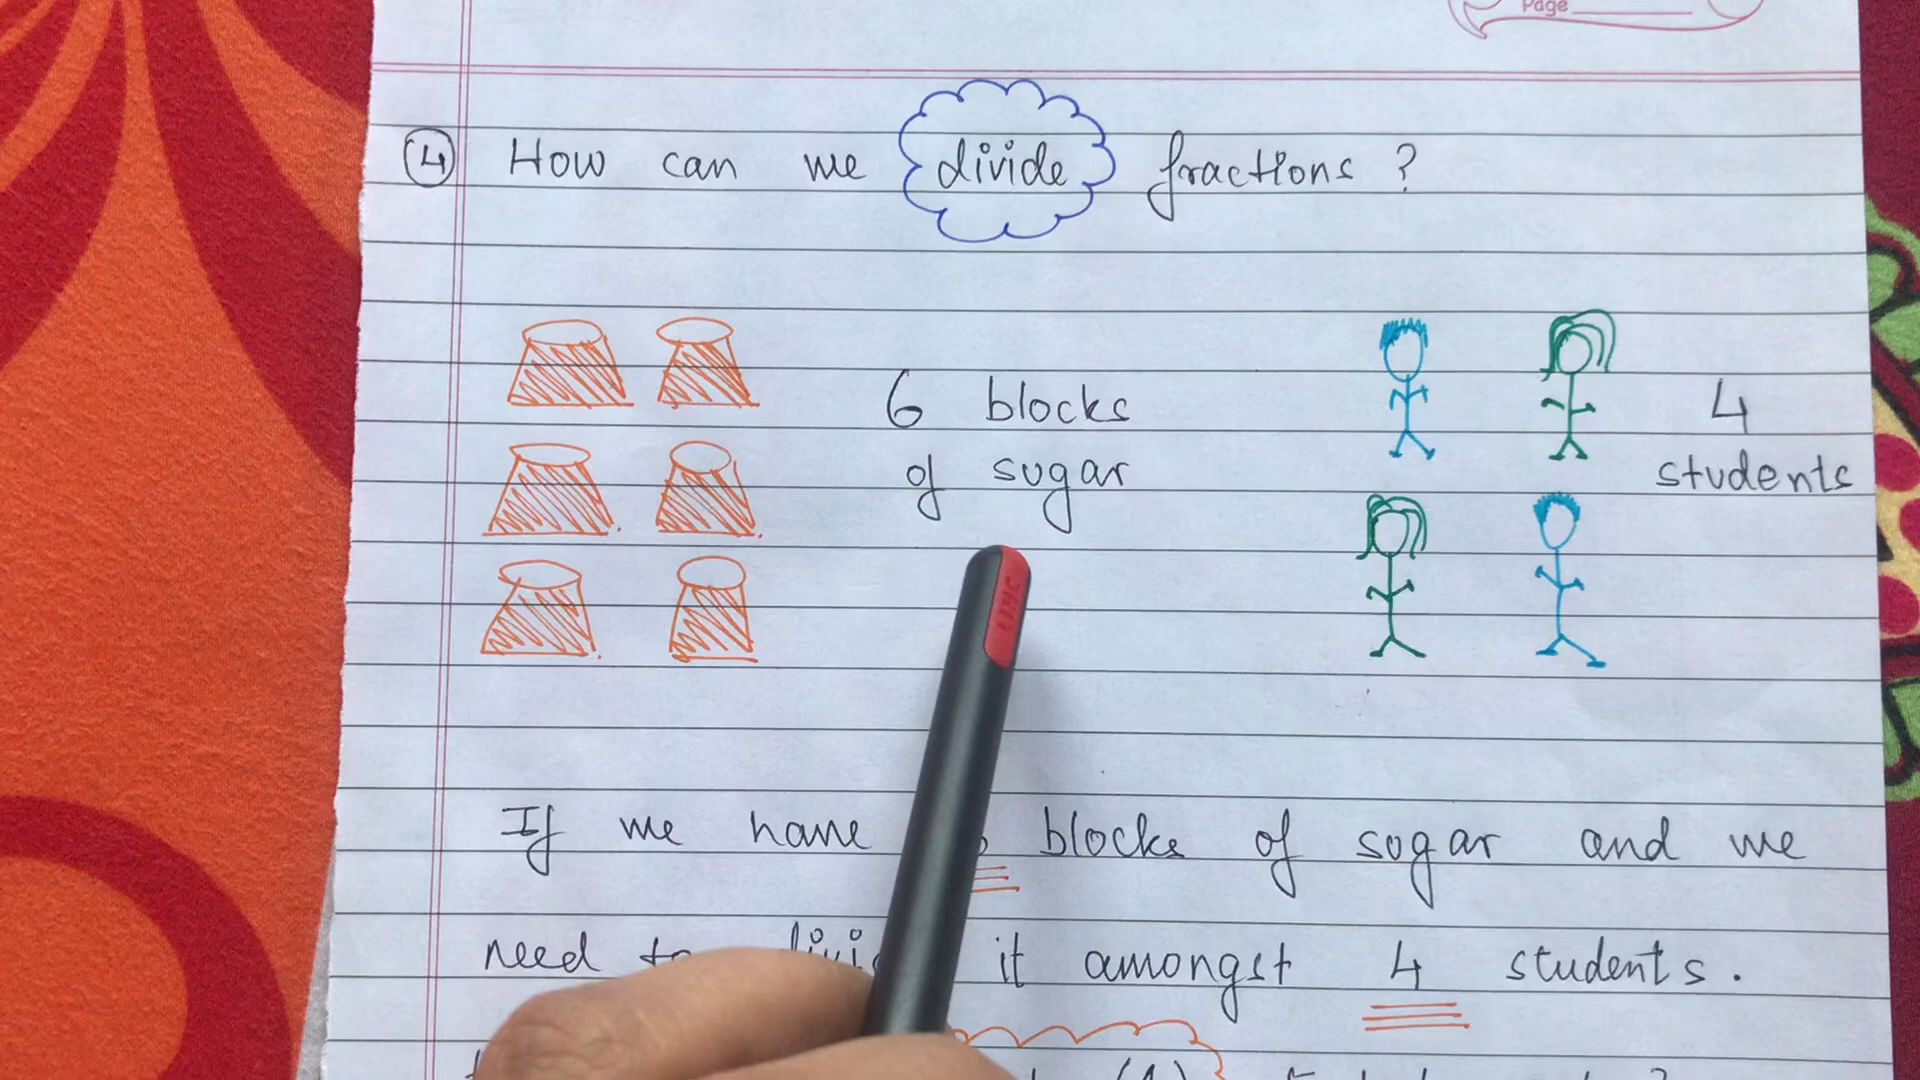 Page
④ How can we divide fractions ?
6 blocks
of sugar
4
students
If we have blocks of sugar and we
need to it amongst 4 students.